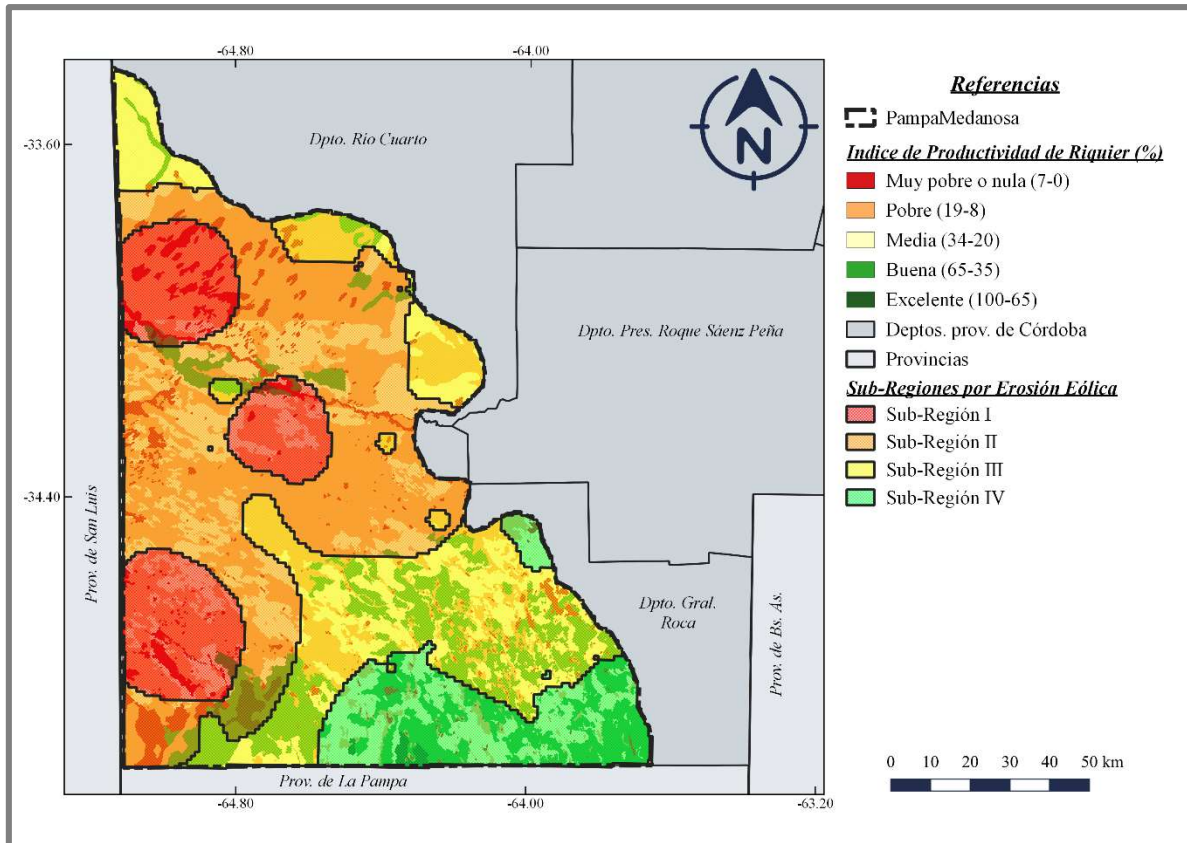 -64.80
-64.00
-33.60
-34.40
Dpto. Río Cuarto
N
Dpto. Pres. Roque Sáenz Peña
Prov. de San Luis
Dpto. Gral.
Roca
Prov. de Bs. As.
Prov. de La Pampa
-64.80
-64.00
-63.20
Referencias
PampaMedanosa
Indice de Productividad de Riquier (%)
Muy pobre o nula (7-0)
Pobre (19-8)
Media (34-20)
Buena (65-35)
Excelente (100-65)
Deptos. prov. de Córdoba
Provincias
Sub-Regiones por Erosión Eólica
Sub-Región I
Sub-Región II
Sub-Región III
Sub-Región IV
0 10 20 30 40 50 km